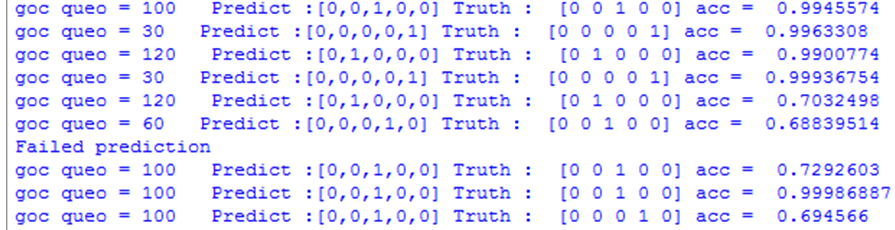 goc queo = 100 Predict :[0,0,1,0,0] Truth : [0 0 1 0 0] acc = 0.9945574
goc queo = 30 Predict :[0,0,0,0,1] Truth : [0 0 0 0 1] acc = 0.9963308
goc queo = 120 Predict :[0,1,0,0,0] Truth : [0 1 0 0 0] acc = 0.9900774
goc queo = 30 Predict :[0,0,0,0,1] Truth : [0 0 0 0 1] acc = 0.99936754
goc queo = 120 Predict :[0,1,0,0,0] Truth : [0 1 0 0 0] acc = 0.7032498
goc queo = 60 Predict :[0,0,0,1,0] Truth : [0 0 1 0 0] acc = 0.68839514
Failed prediction
goc queo = 100 Predict :[0,0,1,0,0] Truth : [0 0 1 0 0] acc = 0.7292603
goc queo = 100 Predict :[0,0,1,0,0] Truth : [0 0 1 0 0] acc = 0.99986887
goc queo = 100 Predict :[0,0,1,0,0] Truth : [0 0 0 1 0] acc = 0.694566